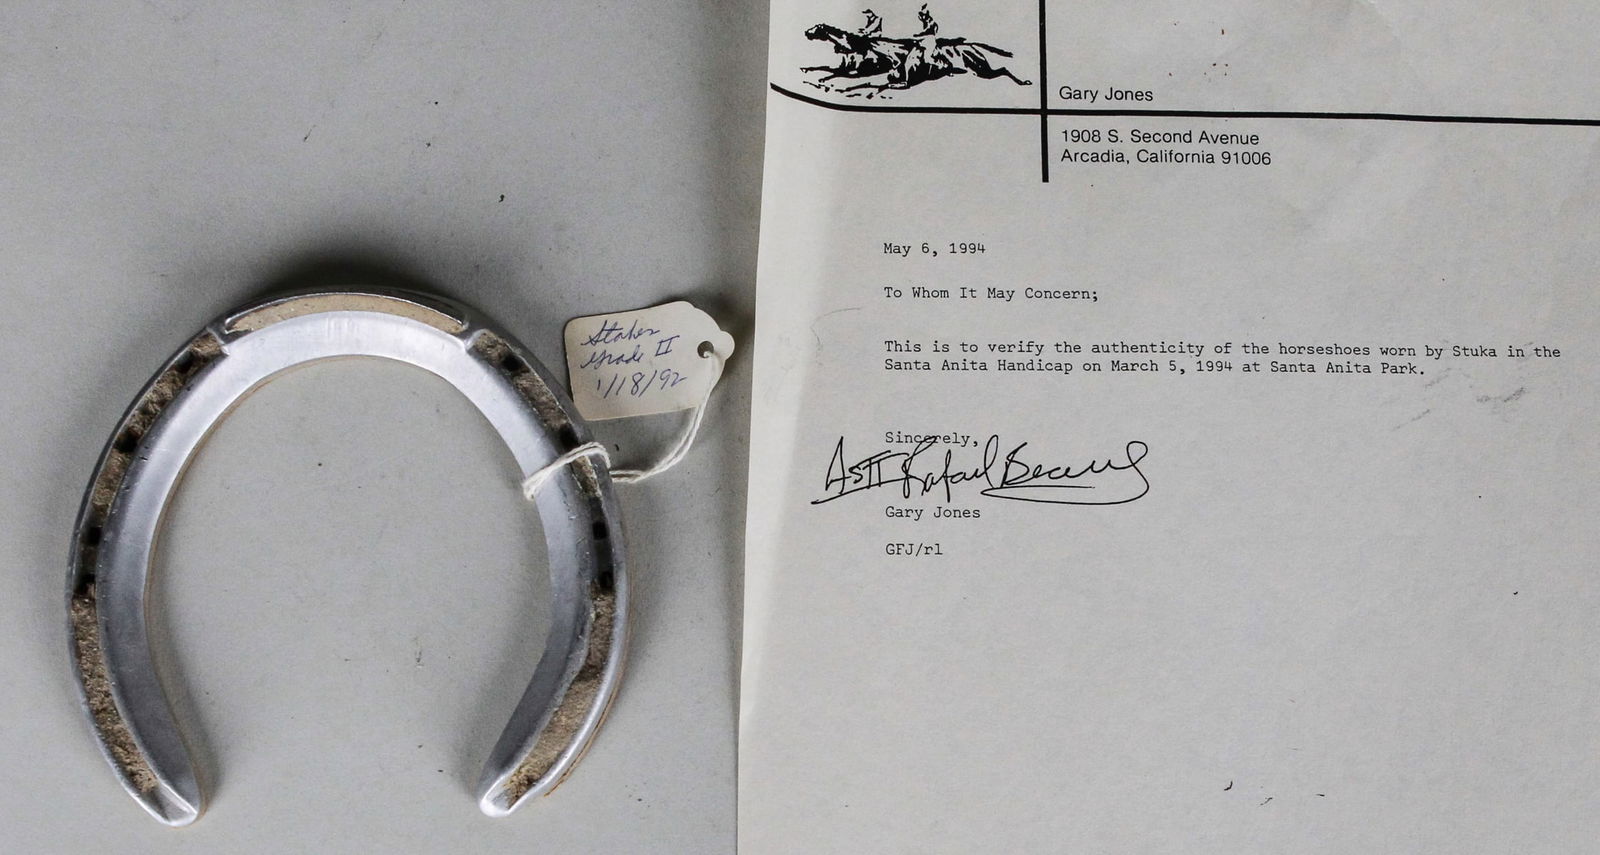 Stakes
Grade II
1/18/92
Gary Jones
1908 S. Second Avenue
Arcadia, California 91006
May 6, 1994
To Whom It May Concern;
This is to verify the authenticity of the horseshoes worn by Stuka in the
Santa Anita Handicap on March 5, 1994 at Santa Anita Park.
Sincerely,
Rafael
Gary Jones
GFJ/rl